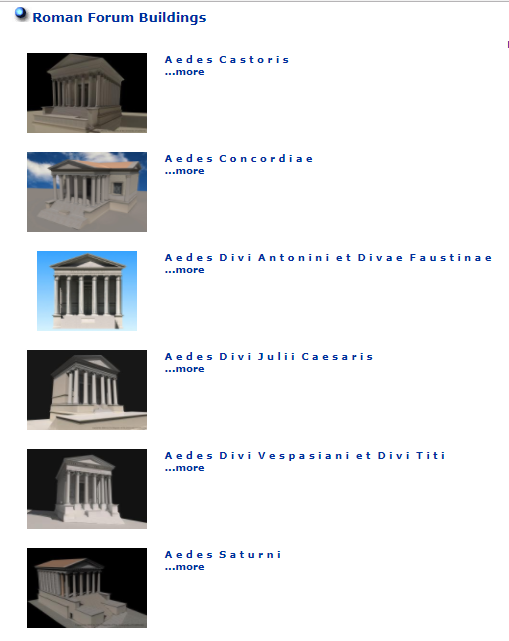 Roman Forum Buildings
Aedes Castoris
...more
Aedes Concordiae
...more
Aedes Divi Antonini et Divae Faustinae
...more
Aedes Divi Julii Caesaris
...more
Aedes Divi Vespasiani et Divi Titi
...more
Aedes Saturni
...more